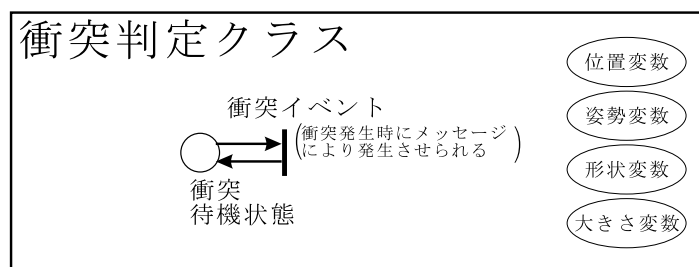 衝突判定クラス
衝突イベント
(衝突発生時にメッセージ
により発生させられる)
衝突
待機状態
位置変数
姿勢変数
形状変数
大きさ変数